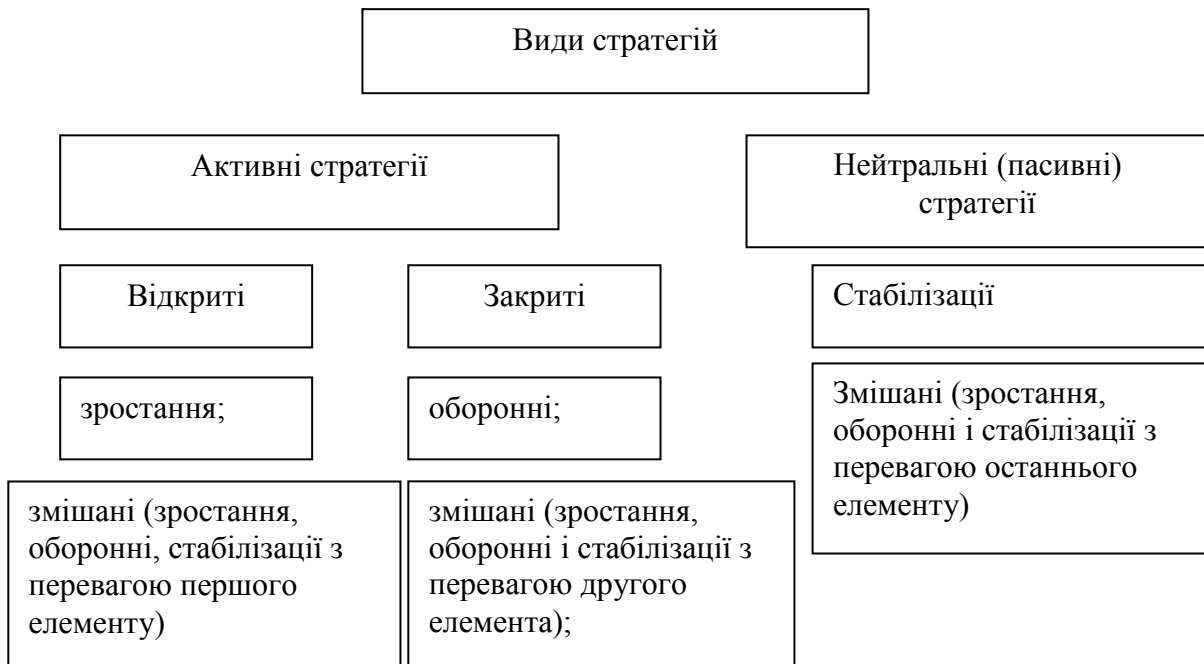 Види стратегій
Активні стратегії
Нейтральні (пасивні)
стратегії
Відкриті
Закриті
Стабілізації
зростання;
оборонні;
Змішані (зростання,
оборонні і стабілізації з
перевагою останнього
елементу)
змішані (зростання,
оборонні, стабілізації з
перевагою першого
елементу)
змішані (зростання,
оборонні і стабілізації з
перевагою другого
елемента);